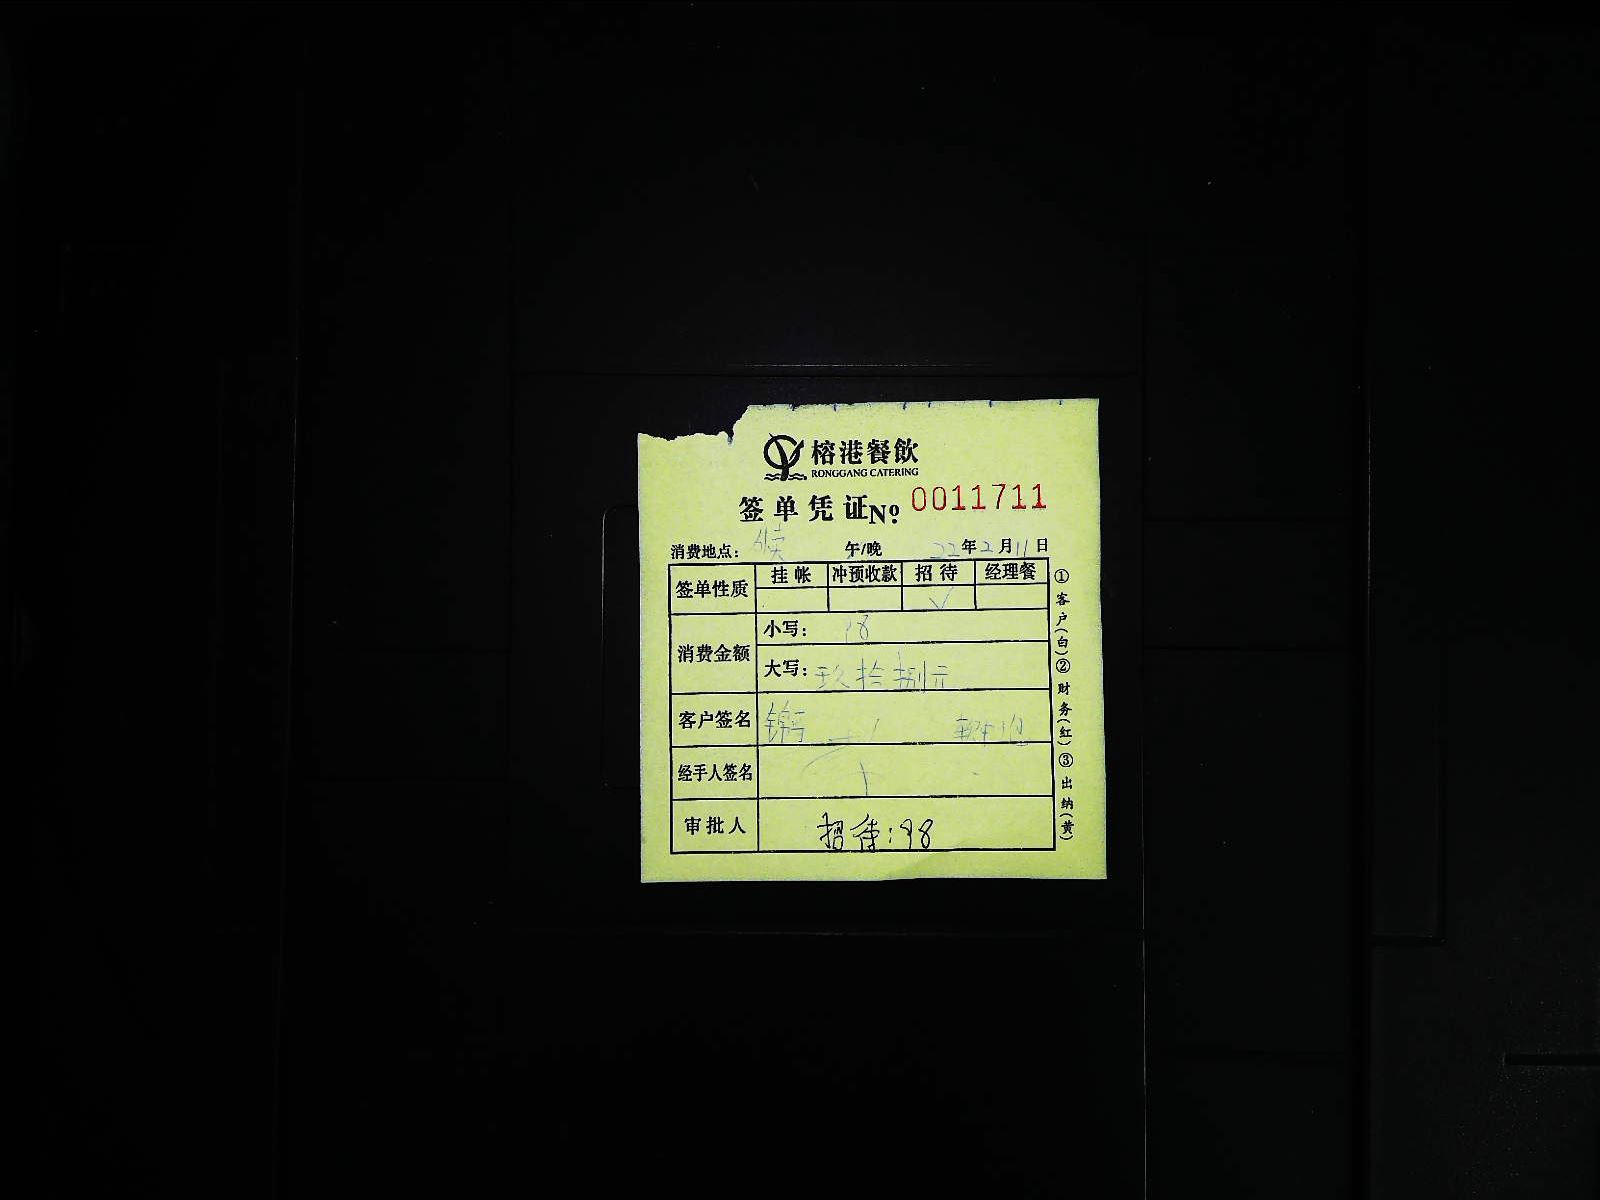 榕港餐飲
RONGGANG CATERING
签单凭证No: 0011711
消费地点: 午/晚 22年2月11日
签单性质 挂帐 冲预收款 招待 经理餐
√
消费金额 小写: 98
大写: 玖拾捌元
客户签名
经手人签名
审批人 招待:98
①客户(白)②财务(红)③出纳(黄)